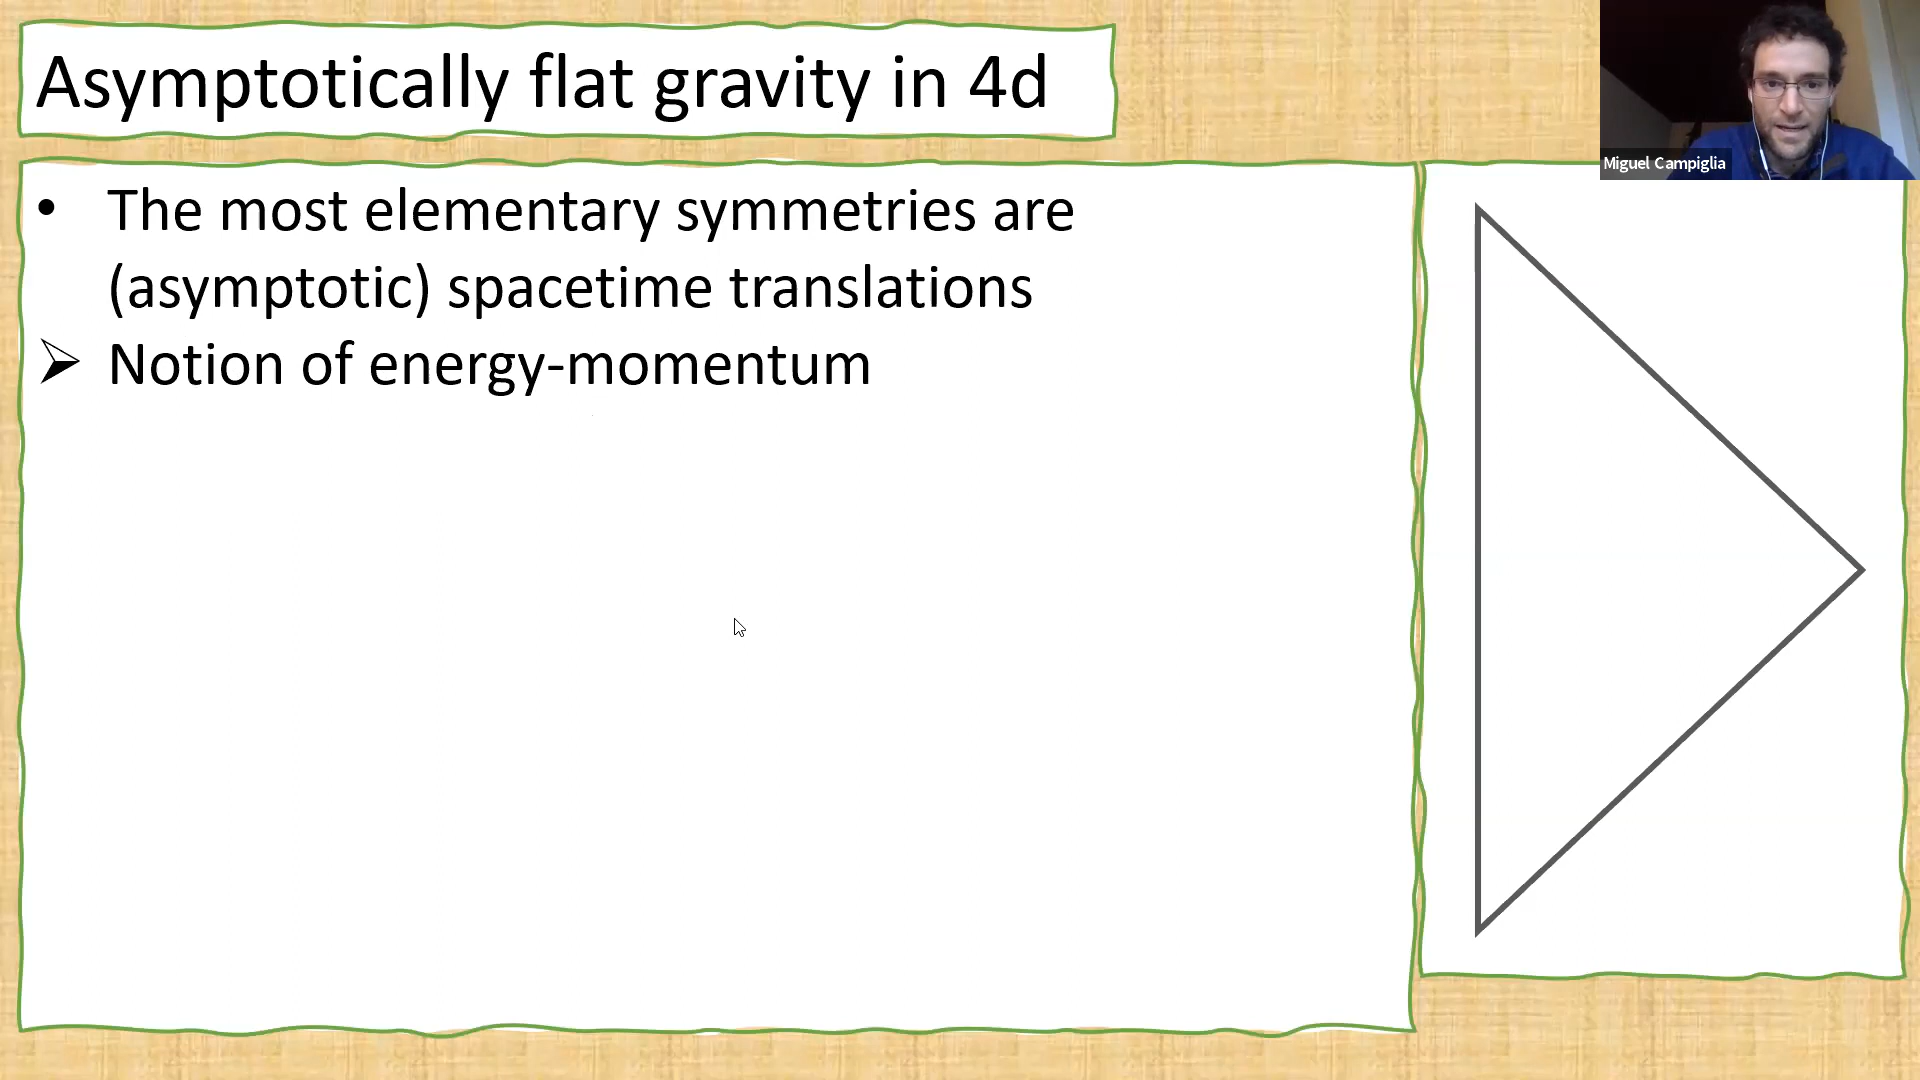 Asymptotically flat gravity in 4d
Miguel Campiglia
• The most elementary symmetries are
(asymptotic) spacetime translations
➢ Notion of energy-momentum